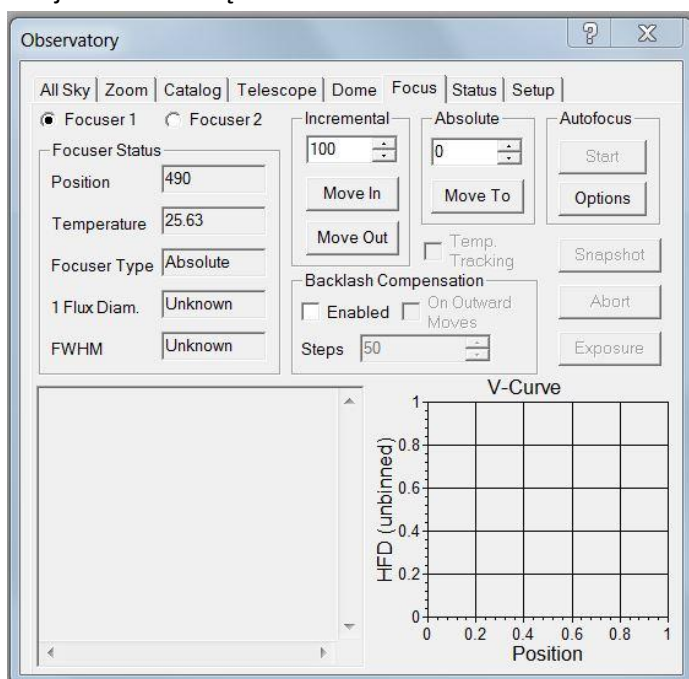 Observatory
All Sky Zoom Catalog Telescope Dome Focus Status Setup
Focuser 1 Focuser 2
Focuser Status
Position 490
Temperature 25.63
Focuser Type Absolute
1 Flux Diam. Unknown
FWHM Unknown
Incremental
100
Move In
Move Out
Absolute
0
Move To
Autofocus
Start
Options
Temp.
Tracking
Snapshot
Abort
Exposure
Backlash Compensation
Enabled On Outward
Moves
Steps 50
V-Curve
HFD (unbinned)
1
0.8
0.6
0.4
0.2
0
0 0.2 0.4 0.6 0.8 1
Position